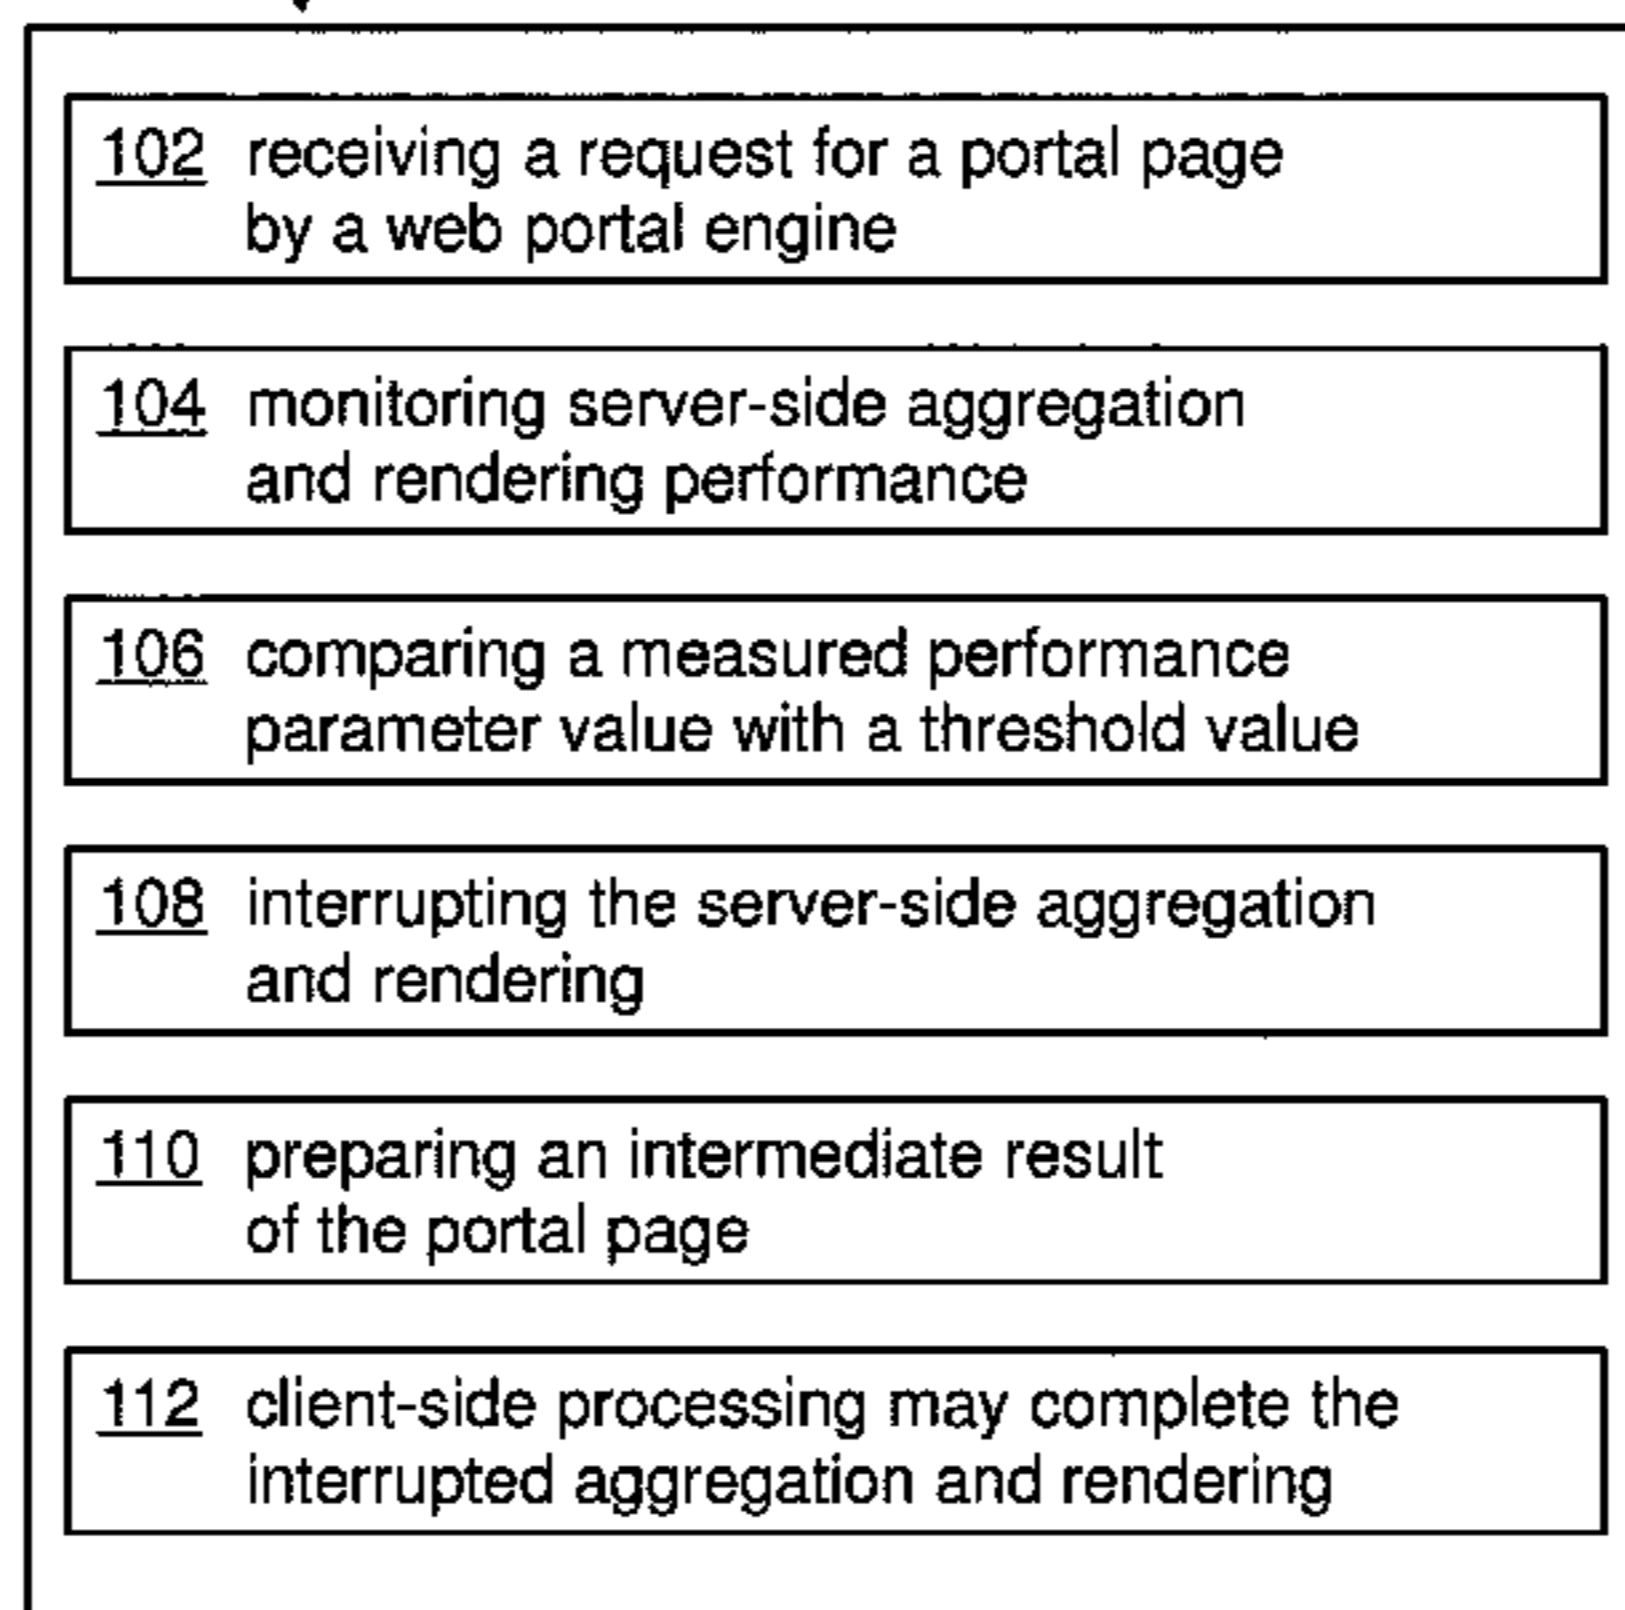 102 receiving a request for a portal page
by a web portal engine
104 monitoring server-side aggregation
and rendering performance
106 comparing a measured performance
parameter value with a threshold value
108 interrupting the server-side aggregation
and rendering
110 preparing an intermediate result
of the portal page
112 client-side processing may complete the
interrupted aggregation and rendering